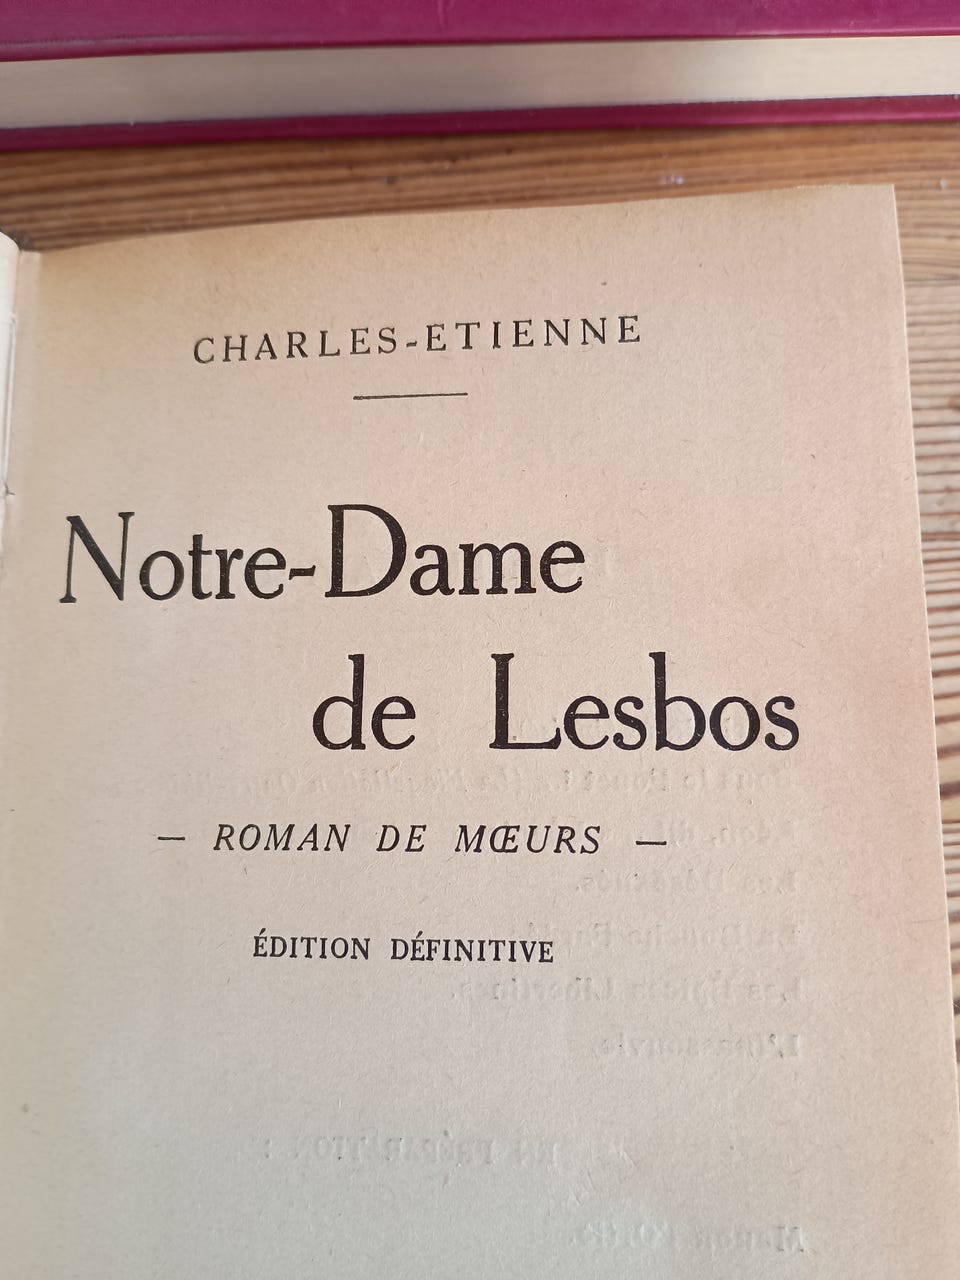 CHARLES-ETIENNE
Notre-Dame
de Lesbos
— ROMAN DE MŒURS —
ÉDITION DÉFINITIVE